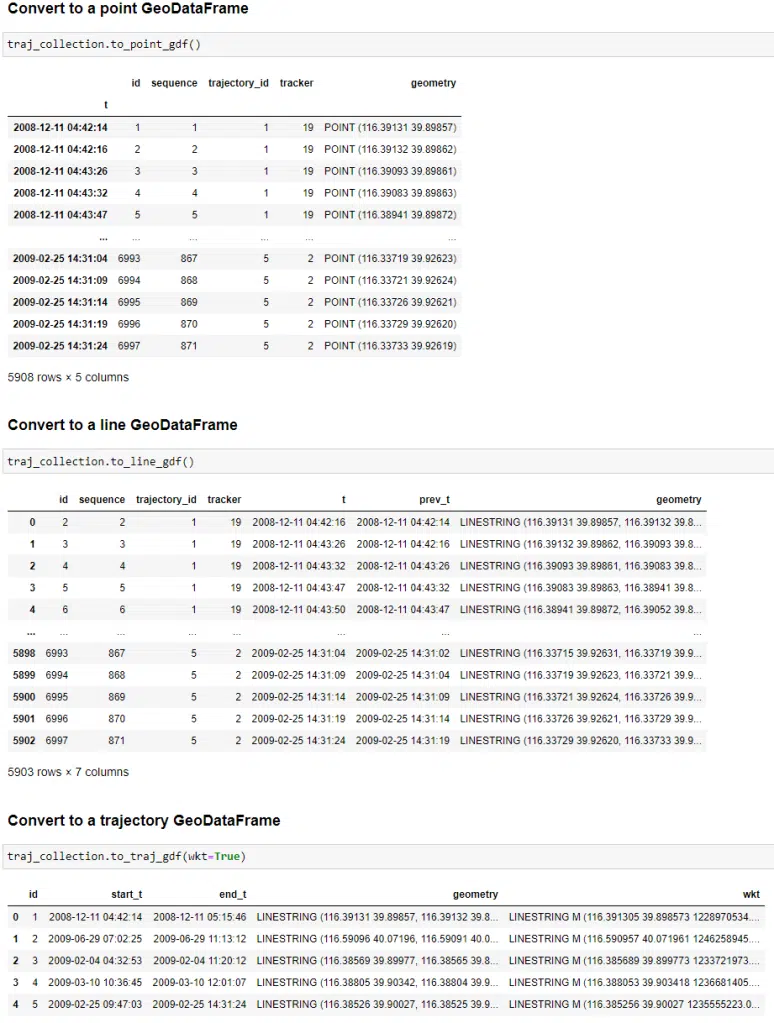 Convert to a point GeoDataFrame
traj_collection.to_point_gdf()
id sequence trajectory_id tracker geometry
t
2008-12-11 04:42:14 1 1 1 19 POINT (116.39131 39.89857)
2008-12-11 04:42:16 2 2 1 19 POINT (116.39132 39.89862)
2008-12-11 04:43:26 3 3 1 19 POINT (116.39093 39.89861)
2008-12-11 04:43:32 4 4 1 19 POINT (116.39083 39.89863)
2008-12-11 04:43:47 5 5 1 19 POINT (116.38941 39.89872)
... ... ... ... ... ...
2009-02-25 14:31:04 6993 867 5 2 POINT (116.33719 39.92623)
2009-02-25 14:31:09 6994 868 5 2 POINT (116.33721 39.92624)
2009-02-25 14:31:14 6995 869 5 2 POINT (116.33726 39.92621)
2009-02-25 14:31:19 6996 870 5 2 POINT (116.33729 39.92620)
2009-02-25 14:31:24 6997 871 5 2 POINT (116.33733 39.92619)
5908 rows × 5 columns
Convert to a line GeoDataFrame
traj_collection.to_line_gdf()
id sequence trajectory_id tracker t prev_t geometry
0 2 2 1 19 2008-12-11 04:42:16 2008-12-11 04:42:14 LINESTRING (116.39131 39.89857, 116.39132 39.8...
1 3 3 1 19 2008-12-11 04:43:26 2008-12-11 04:42:16 LINESTRING (116.39132 39.89862, 116.39093 39.8...
2 4 4 1 19 2008-12-11 04:43:32 2008-12-11 04:43:26 LINESTRING (116.39093 39.89861, 116.39083 39.8...
3 5 5 1 19 2008-12-11 04:43:47 2008-12-11 04:43:32 LINESTRING (116.39083 39.89863, 116.38941 39.8...
4 6 6 1 19 2008-12-11 04:43:50 2008-12-11 04:43:47 LINESTRING (116.38941 39.89872, 116.39052 39.8...
... ... ... ... ... ... ... ...
5898 6993 867 5 2 2009-02-25 14:31:04 2009-02-25 14:31:02 LINESTRING (116.33715 39.92631, 116.33719 39.9...
5899 6994 868 5 2 2009-02-25 14:31:09 2009-02-25 14:31:04 LINESTRING (116.33719 39.92623, 116.33721 39.9...
5900 6995 869 5 2 2009-02-25 14:31:14 2009-02-25 14:31:09 LINESTRING (116.33721 39.92624, 116.33726 39.9...
5901 6996 870 5 2 2009-02-25 14:31:19 2009-02-25 14:31:14 LINESTRING (116.33726 39.92621, 116.33729 39.9...
5902 6997 871 5 2 2009-02-25 14:31:24 2009-02-25 14:31:19 LINESTRING (116.33729 39.92620, 116.33733 39.9...
5903 rows × 7 columns
Convert to a trajectory GeoDataFrame
traj_collection.to_traj_gdf(wkt=True)
id start_t end_t geometry wkt
0 1 2008-12-11 04:42:14 2008-12-11 05:15:46 LINESTRING (116.39131 39.89857, 116.39132 39.8... LINESTRING M (116.391305 39.898573 1228970534....
1 2 2009-06-29 07:02:25 2009-06-29 11:13:12 LINESTRING (116.59096 40.07196, 116.59091 40.0... LINESTRING M (116.590957 40.071961 1246258945....
2 3 2009-02-04 04:32:53 2009-02-04 11:20:12 LINESTRING (116.38569 39.89977, 116.38565 39.8... LINESTRING M (116.385689 39.899773 1233721973....
3 4 2009-03-10 10:36:45 2009-03-10 12:01:07 LINESTRING (116.38805 39.90342, 116.38804 39.9... LINESTRING M (116.388053 39.903418 1236681405....
4 5 2009-02-25 09:47:03 2009-02-25 14:31:24 LINESTRING (116.38526 39.90027, 116.38525 39.9... LINESTRING M (116.385256 39.90027 1235555223.0...